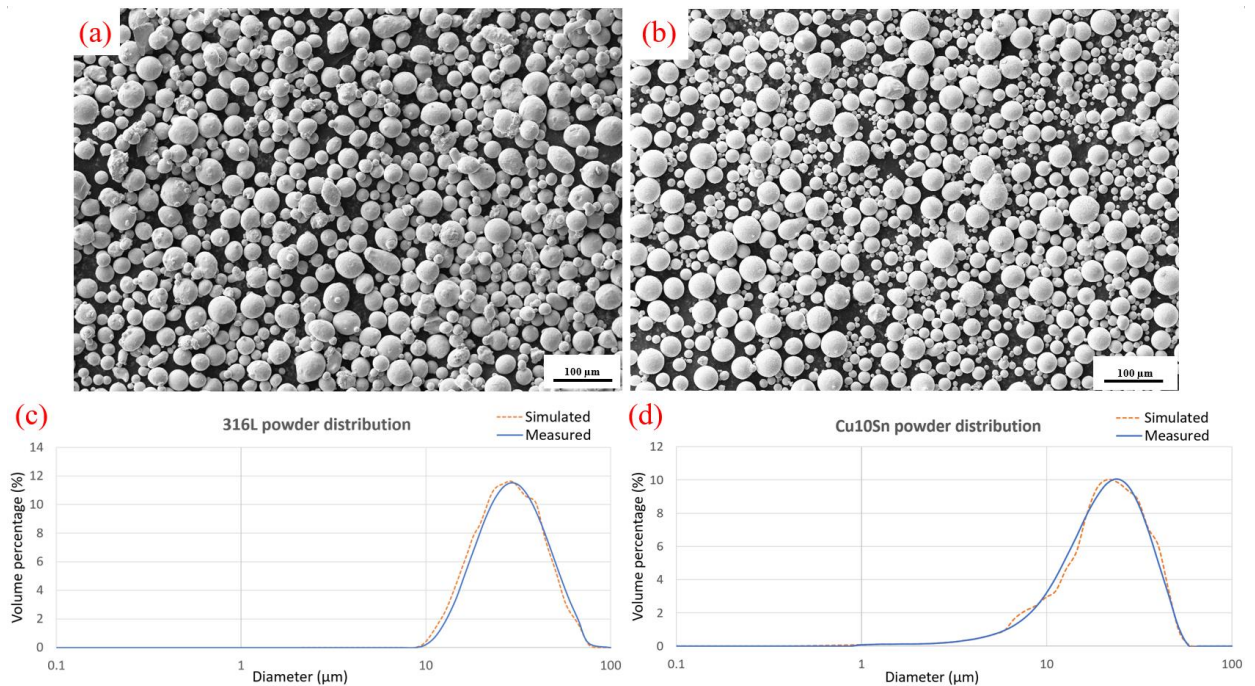 (a)
(b)
100 µm
100 µm
(c)
316L powder distribution
Simulated
Measured
14
12
10
8
6
4
2
0
Volume percentage (%)
0.1
1
10
100
Diameter (µm)
(d)
Cu10Sn powder distribution
Simulated
Measured
12
10
8
6
4
2
0
Volume percentage (%)
0.1
1
10
100
Diameter (µm)